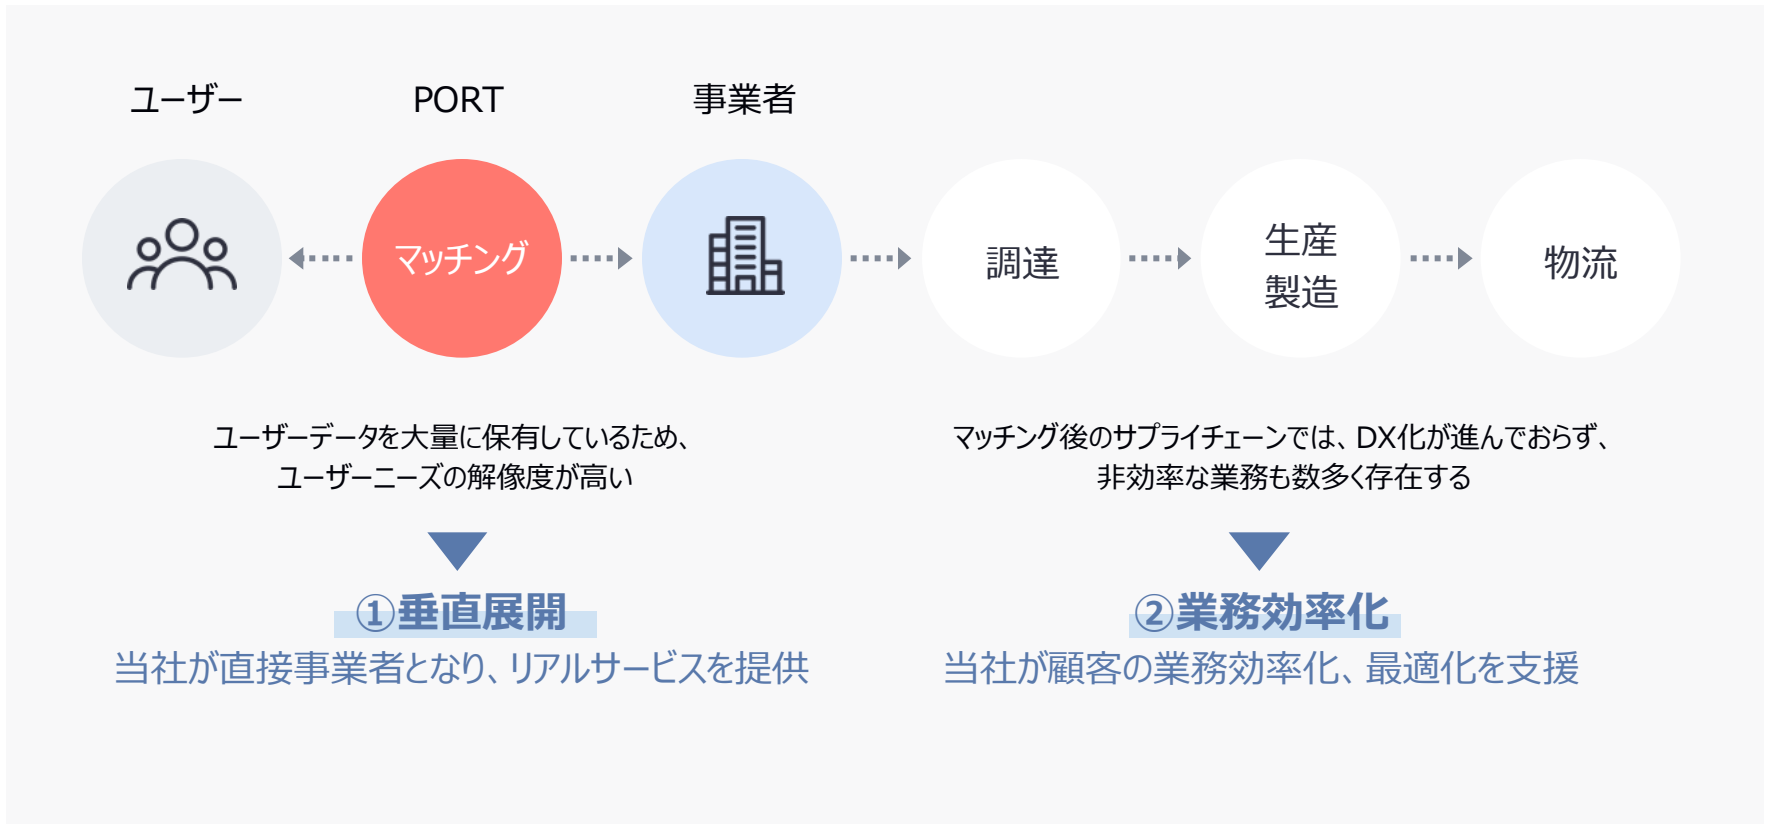 ユーザー
PORT
事業者
マッチング
調達
生産
製造
物流
ユーザーデータを大量に保有しているため、
ユーザーニーズの解像度が高い
マッチング後のサプライチェーンでは、DX化が進んでおらず、
非効率な業務も数多く存在する
①垂直展開
当社が直接事業者となり、リアルサービスを提供
②業務効率化
当社が顧客の業務効率化、最適化を支援